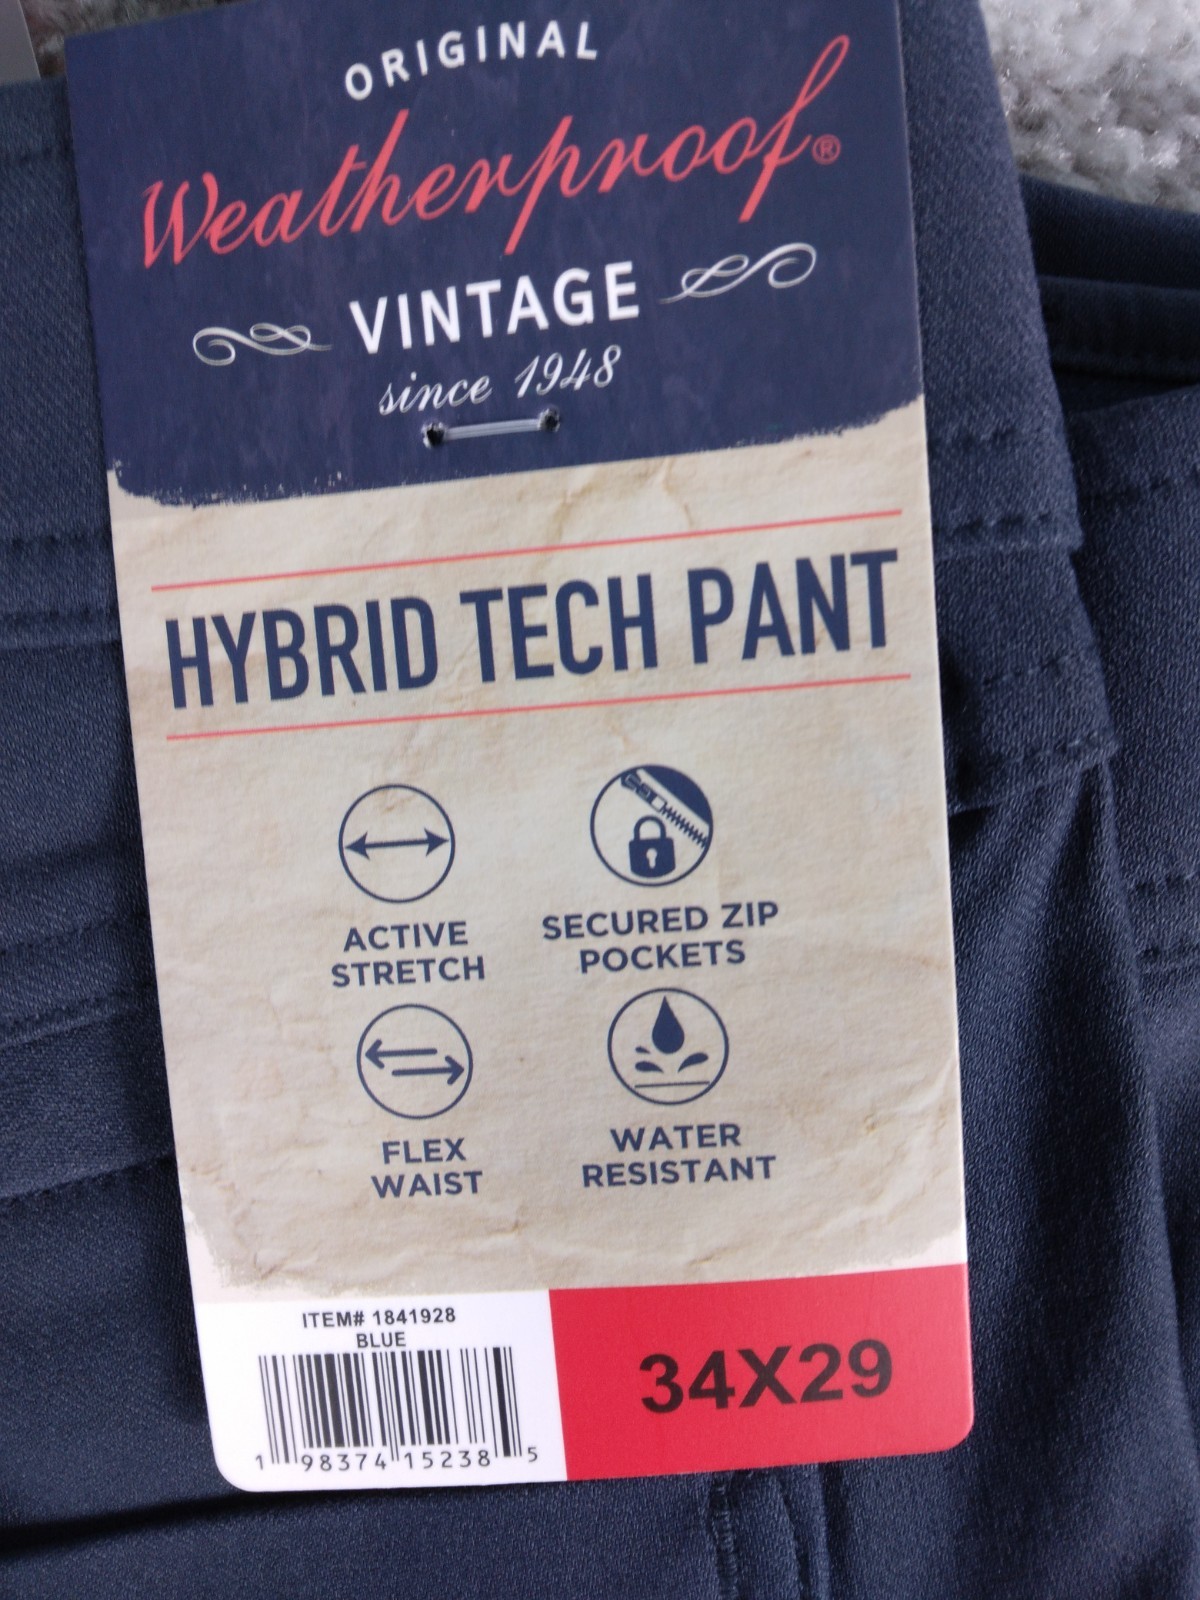 ORIGINAL
Weatherproof®
VINTAGE
since 1948
HYBRID TECH PANT
ACTIVE
STRETCH
SECURED ZIP
POCKETS
FLEX
WAIST
WATER
RESISTANT
ITEM# 1841928
BLUE
1 98374 15238 5
34X29